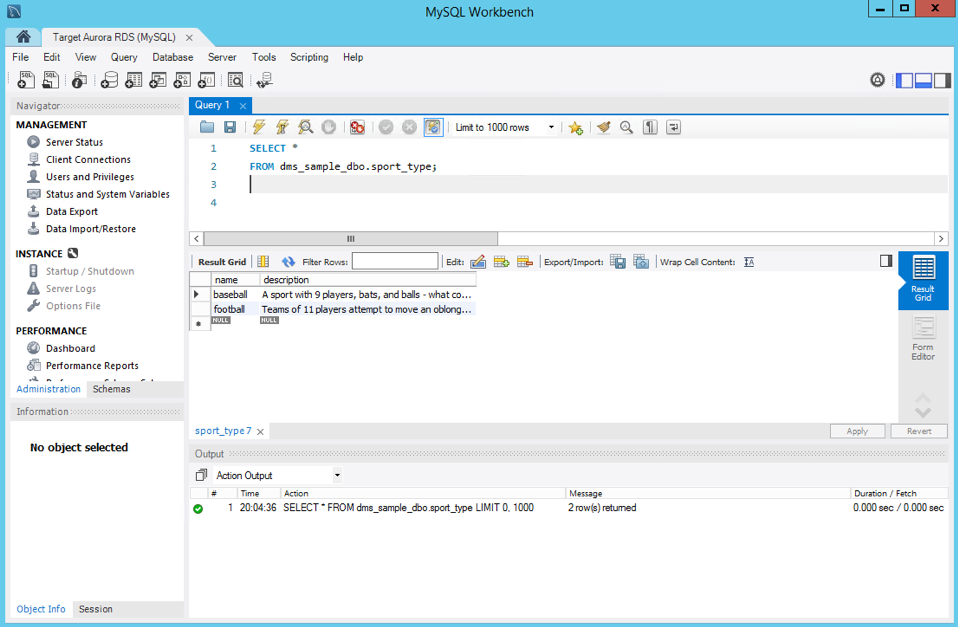 MySQL Workbench
Target Aurora RDS (MySQL)
File Edit View Query Database Server Tools Scripting Help
Navigator
MANAGEMENT
Server Status
Client Connections
Users and Privileges
Status and System Variables
Data Export
Data Import/Restore
INSTANCE
Startup / Shutdown
Server Logs
Options File
PERFORMANCE
Dashboard
Performance Reports
Administration Schemas
Information
No object selected
Object Info Session
Query 1
Limit to 1000 rows
1 SELECT *
2 FROM dms_sample_dbo.sport_type;
3
4
Result Grid Filter Rows: Edit: Export/Import: Wrap Cell Content:
name description
baseball A sport with 9 players, bats, and balls - what co...
football Teams of 11 players attempt to move an oblong...
NULL NULL
Result
Grid
Form
Editor
sport_type 7
Apply Revert
Output
Action Output
# Time Action Message Duration / Fetch
1 20:04:36 SELECT * FROM dms_sample_dbo.sport_type LIMIT 0, 1000 2 row(s) returned 0.000 sec / 0.000 sec